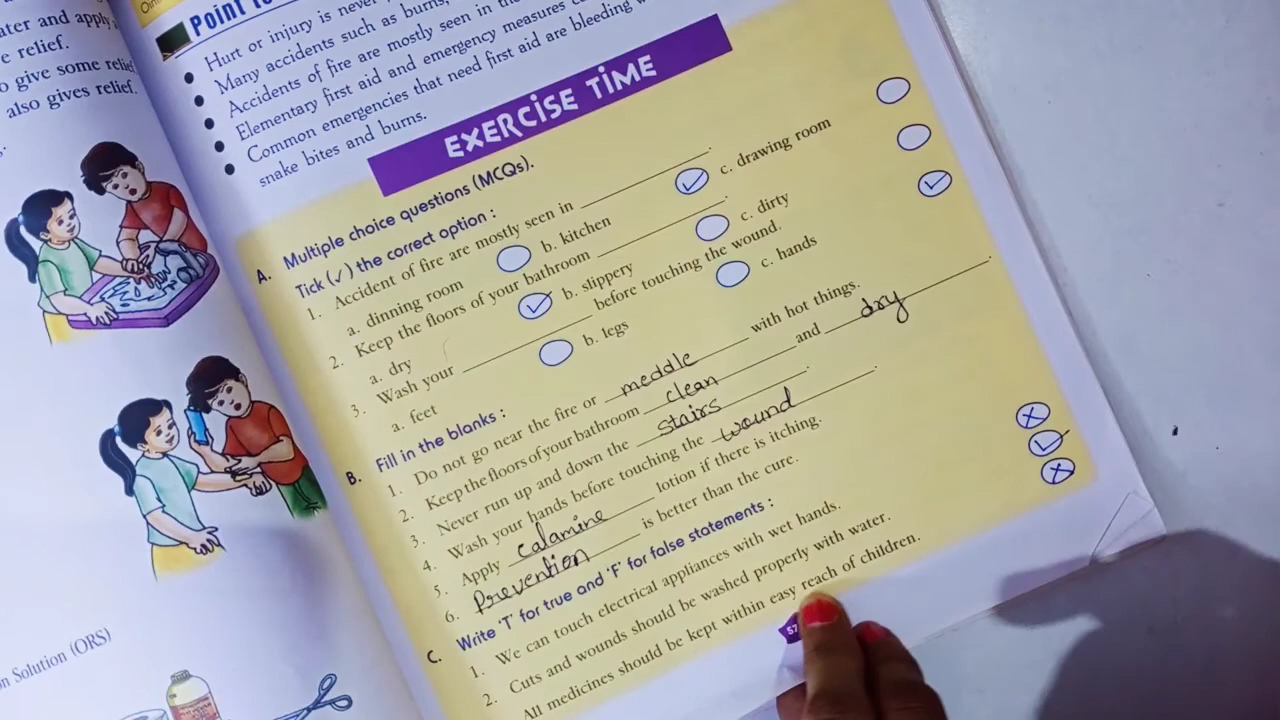 ater and apply
e relief.
o give some relief
also gives relief.
n Solution (ORS)
Point to
Hurt or injury is never
Many accidents such as burns,
Accidents of fire are mostly seen in the
Elementary first aid and emergency measures
Common emergencies that need first aid are bleeding
snake bites and burns.
EXERCISE TIME
A. Multiple choice questions (MCQs).
Tick (✓) the correct option :
1. Accident of fire are mostly seen in ________.
a. dinning room b. kitchen ✓ c. drawing room
2. Keep the floors of your bathroom ________.
a. dry ✓ b. slippery c. dirty
3. Wash your ________ before touching the wound.
a. feet b. legs c. hands ✓
B. Fill in the blanks :
1. Do not go near the fire or meddle with hot things.
2. Keep the floors of your bathroom clean and dry.
3. Never run up and down the stairs.
4. Wash your hands before touching the wound.
5. Apply calamine lotion if there is itching.
6. Prevention is better than the cure.
C. Write 'T' for true and 'F' for false statements :
1. We can touch electrical appliances with wet hands. ✗
2. Cuts and wounds should be washed properly with water. ✓
All medicines should be kept within easy reach of children. ✗
57